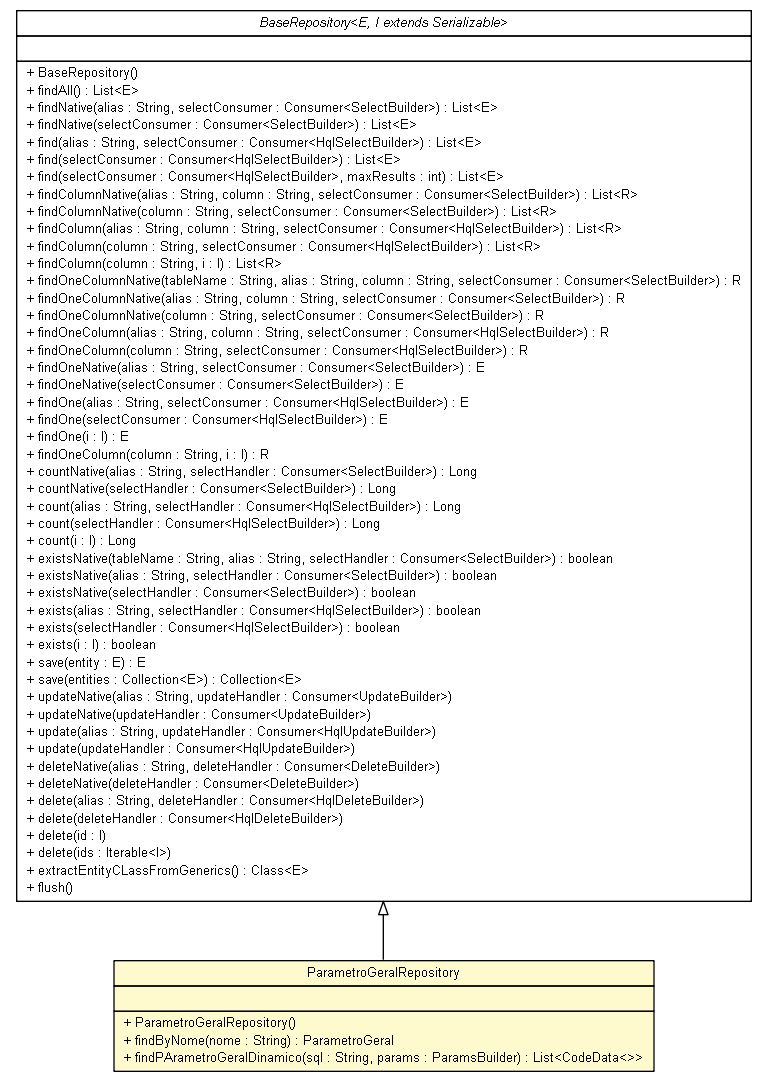 BaseRepository<E, I extends Serializable>
+ BaseRepository()
+ findAll() : List<E>
+ findNative(alias : String, selectConsumer : Consumer<SelectBuilder>) : List<E>
+ findNative(selectConsumer : Consumer<SelectBuilder>) : List<E>
+ find(alias : String, selectConsumer : Consumer<HqlSelectBuilder>) : List<E>
+ find(selectConsumer : Consumer<HqlSelectBuilder>) : List<E>
+ find(selectConsumer : Consumer<HqlSelectBuilder>, maxResults : int) : List<E>
+ findColumnNative(alias : String, column : String, selectConsumer : Consumer<SelectBuilder>) : List<R>
+ findColumnNative(column : String, selectConsumer : Consumer<SelectBuilder>) : List<R>
+ findColumn(alias : String, column : String, selectConsumer : Consumer<HqlSelectBuilder>) : List<R>
+ findColumn(column : String, selectConsumer : Consumer<HqlSelectBuilder>) : List<R>
+ findColumn(column : String, i : I) : List<R>
+ findOneColumnNative(tableName : String, alias : String, column : String, selectConsumer : Consumer<SelectBuilder>) : R
+ findOneColumnNative(alias : String, column : String, selectConsumer : Consumer<SelectBuilder>) : R
+ findOneColumnNative(column : String, selectConsumer : Consumer<SelectBuilder>) : R
+ findOneColumn(alias : String, column : String, selectConsumer : Consumer<HqlSelectBuilder>) : R
+ findOneColumn(column : String, selectConsumer : Consumer<HqlSelectBuilder>) : R
+ findOneNative(alias : String, selectConsumer : Consumer<SelectBuilder>) : E
+ findOneNative(selectConsumer : Consumer<SelectBuilder>) : E
+ findOne(alias : String, selectConsumer : Consumer<HqlSelectBuilder>) : E
+ findOne(selectConsumer : Consumer<HqlSelectBuilder>) : E
+ findOne(i : I) : E
+ findOneColumn(column : String, i : I) : R
+ countNative(alias : String, selectHandler : Consumer<SelectBuilder>) : Long
+ countNative(selectHandler : Consumer<SelectBuilder>) : Long
+ count(alias : String, selectHandler : Consumer<HqlSelectBuilder>) : Long
+ count(selectHandler : Consumer<HqlSelectBuilder>) : Long
+ count(i : I) : Long
+ existsNative(tableName : String, alias : String, selectHandler : Consumer<SelectBuilder>) : boolean
+ existsNative(alias : String, selectHandler : Consumer<SelectBuilder>) : boolean
+ existsNative(selectHandler : Consumer<SelectBuilder>) : boolean
+ exists(alias : String, selectHandler : Consumer<HqlSelectBuilder>) : boolean
+ exists(selectHandler : Consumer<HqlSelectBuilder>) : boolean
+ exists(i : I) : boolean
+ save(entity : E) : E
+ save(entities : Collection<E>) : Collection<E>
+ updateNative(alias : String, updateHandler : Consumer<UpdateBuilder>)
+ updateNative(updateHandler : Consumer<UpdateBuilder>)
+ update(alias : String, updateHandler : Consumer<HqlUpdateBuilder>)
+ update(updateHandler : Consumer<HqlUpdateBuilder>)
+ deleteNative(alias : String, deleteHandler : Consumer<DeleteBuilder>)
+ deleteNative(deleteHandler : Consumer<DeleteBuilder>)
+ delete(alias : String, deleteHandler : Consumer<HqlDeleteBuilder>)
+ delete(deleteHandler : Consumer<HqlDeleteBuilder>)
+ delete(id : I)
+ delete(ids : Iterable<I>)
+ extractEntityCLassFromGenerics() : Class<E>
+ flush()
ParametroGeralRepository
+ ParametroGeralRepository()
+ findByNome(nome : String) : ParametroGeral
+ findPArametroGeralDinamico(sql : String, params : ParamsBuilder) : List<CodeData<>>